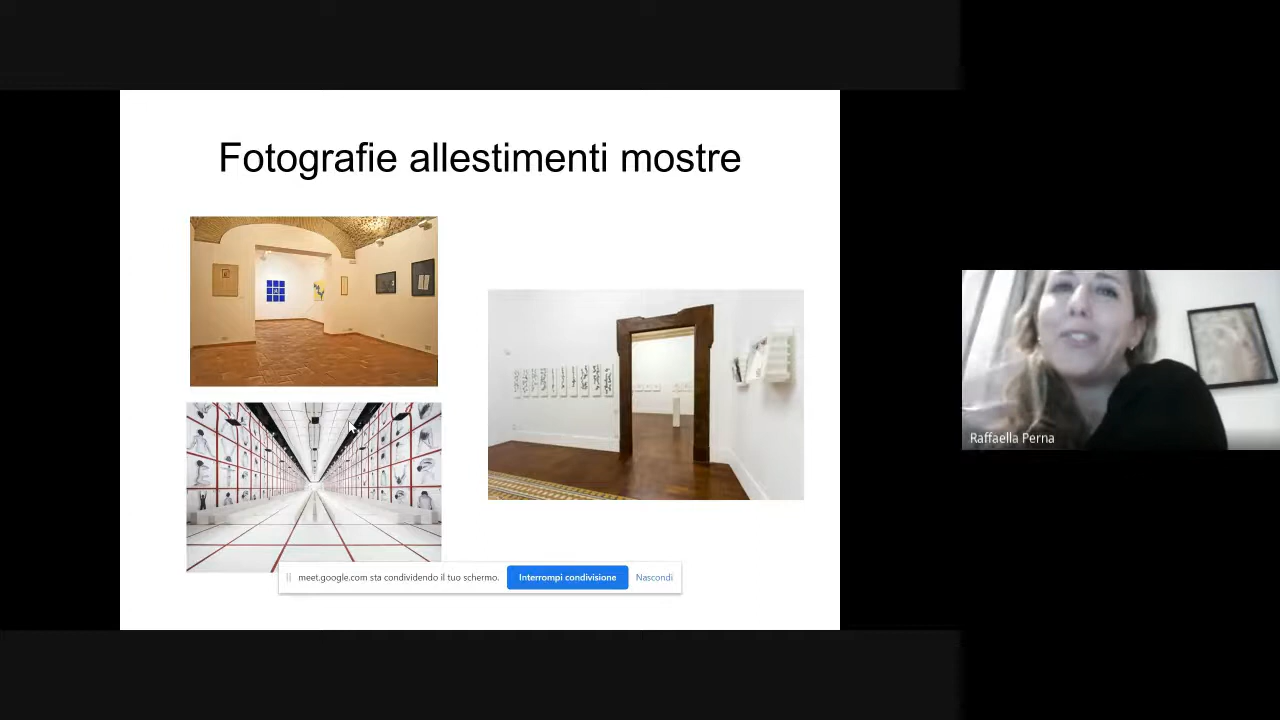 Fotografie allestimenti mostre
meet.google.com sta condividendo il tuo schermo. Interrompi condivisione Nascondi
Raffaella Perna